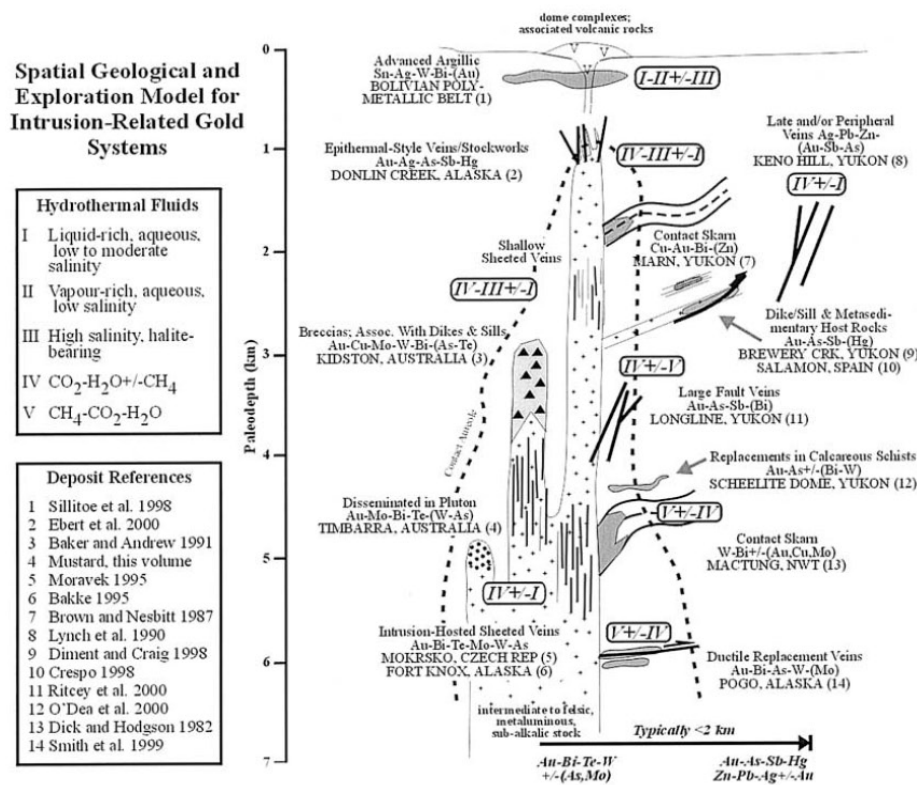 Spatial Geological and
Exploration Model for
Intrusion-Related Gold
Systems
Hydrothermal Fluids
I Liquid-rich, aqueous,
low to moderate
salinity
II Vapour-rich, aqueous,
low salinity
III High salinity, halite-
bearing
IV CO2-H2O+/-CH4
V CH4-CO2-H2O
Deposit References
1 Sillitoe et al. 1998
2 Ebert et al. 2000
3 Baker and Andrew 1991
4 Mustard, this volume
5 Moravek 1995
6 Bakke 1995
7 Brown and Nesbitt 1987
8 Lynch et al. 1990
9 Diment and Craig 1998
10 Crespo 1998
11 Ritcey et al. 2000
12 O'Dea et al. 2000
13 Dick and Hodgson 1982
14 Smith et al. 1999
Paleodepth (km)
0
1
2
3
4
5
6
7
dome complexes;
associated volcanic rocks
V V
V
Advanced Argillic
Sn-Ag-W-Bi-(Au)
BOLIVIAN POLY-
METALLIC BELT (1)
I-II+/-III
Epithermal-Style Veins/Stockworks
Au-Ag-As-Sb-Hg
DONLIN CREEK, ALASKA (2)
IV-III+/-I
Late and/or Peripheral
Veins Ag-Pb-Zn-
(Au-Sb-As)
KENO HILL, YUKON (8)
IV+/-I
Shallow
Sheeted Veins
IV-III+/-I
Contact Skarn
Cu-Au-Bi-(Zn)
MARN, YUKON (7)
Dike/Sill & Metasedi-
mentary Host Rocks
Au-As-Sb-(Hg)
BREWERY CRK, YUKON (9)
SALAMON, SPAIN (10)
Breccias; Assoc. With Dikes & Sills
Au-Cu-Mo-W-Bi-(As-Te)
KIDSTON, AUSTRALIA (3)
IV+/-V
Large Fault Veins
Au-As-Sb-(Bi)
LONGLINE, YUKON (11)
Contact Aureole
Replacements in Calcareous Schists
Au-As+/-(Bi-W)
SCHEELITE DOME, YUKON (12)
Disseminated in Pluton
Au-Mo-Bi-Te-(W-As)
TIMBARRA, AUSTRALIA (4)
V+/-IV
Contact Skarn
W-Bi+/-(Au,Cu,Mo)
MACTUNG, NWT (13)
IV+/-I
Intrusion-Hosted Sheeted Veins
Au-Bi-Te-Mo-W-As
MOKRSKO, CZECH REP (5)
FORT KNOX, ALASKA (6)
V+/-IV
Ductile Replacement Veins
Au-Bi-As-W-(Mo)
POGO, ALASKA (14)
intermediate to felsic,
metaluminous,
sub-alkalic stock
Typically <2 km
Au-Bi-Te-W
+/-(As,Mo)
Au-As-Sb-Hg
Zn-Pb-Ag+/-Au